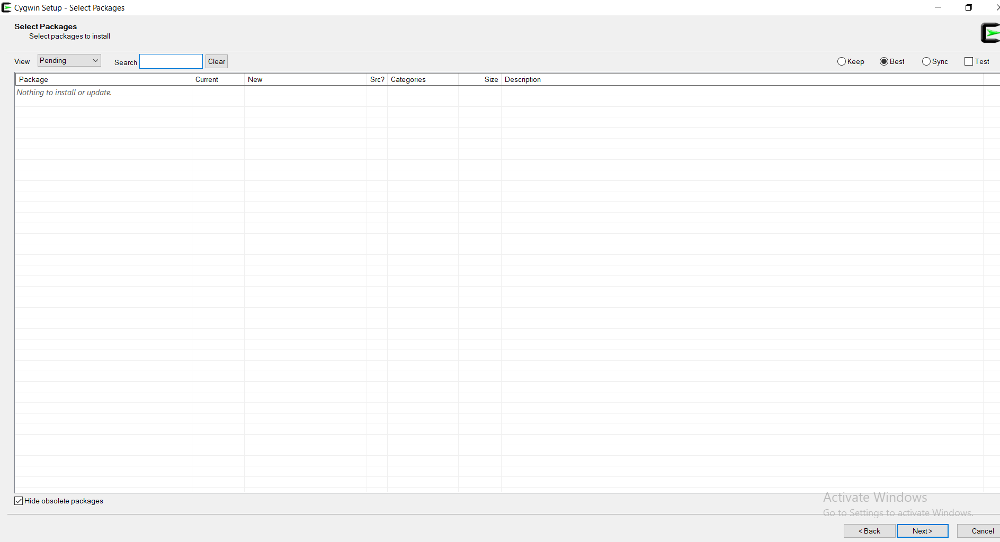 Cygwin Setup - Select Packages
Select Packages
Select packages to install
View Pending Search Clear Keep Best Sync Test
Package Current New Src? Categories Size Description
Nothing to install or update.
Hide obsolete packages
Activate Windows
Go to Settings to activate Windows.
< Back Next > Cancel